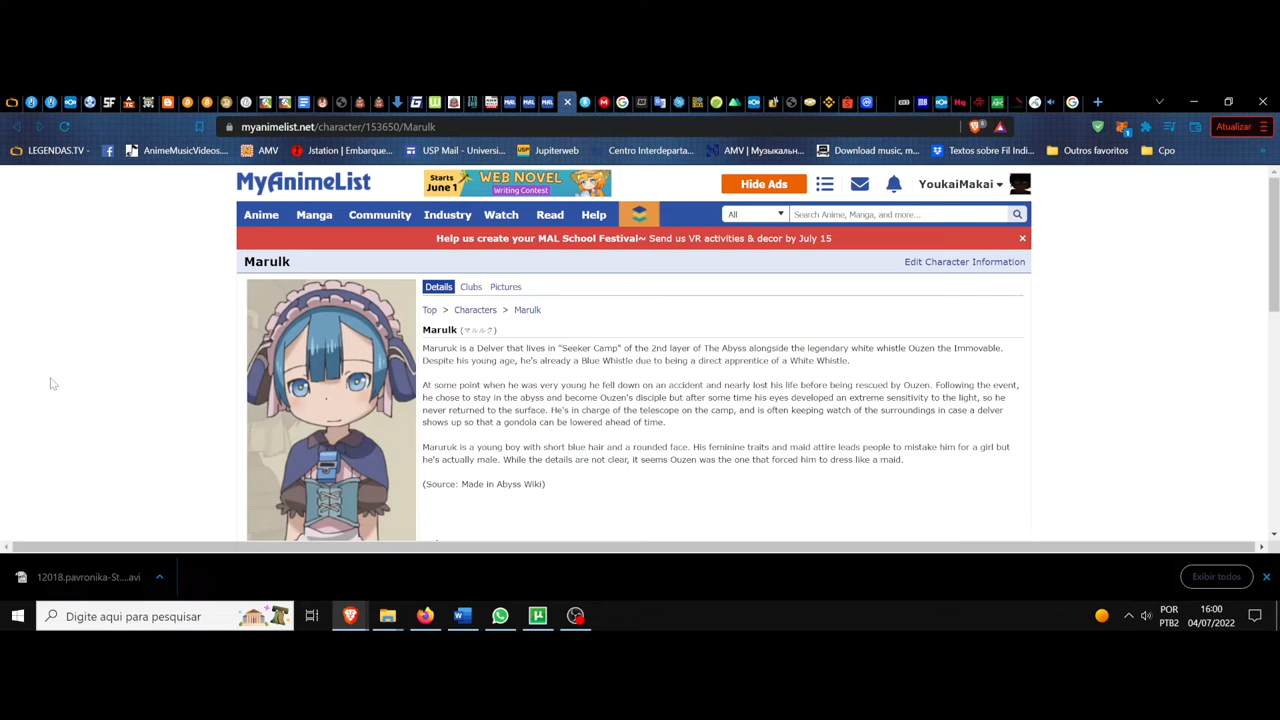 myanimelist.net/character/153650/Marulk
Atualizar
LEGENDAS.TV
AnimeMusicVideos...
AMV
Jstation | Embarque...
USP Mail - Universi...
Jupiterweb
Centro Interdeparta...
AMV | Музыкальн...
Download music, m...
Textos sobre Fil Indi...
Outros favoritos
Cpo
MyAnimeList
Starts June 1
WEB NOVEL
Writing Contest
Hide Ads
YoukaiMakai
Anime
Manga
Community
Industry
Watch
Read
Help
All
Search Anime, Manga, and more...
Help us create your MAL School Festival~ Send us VR activities & decor by July 15
Marulk
Edit Character Information
Details
Clubs
Pictures
Top > Characters > Marulk
Marulk (マルルク)
Maruruk is a Delver that lives in "Seeker Camp" of the 2nd layer of The Abyss alongside the legendary white whistle Ouzen the Immovable.
Despite his young age, he's already a Blue Whistle due to being a direct apprentice of a White Whistle.
At some point when he was very young he fell down on an accident and nearly lost his life before being rescued by Ouzen. Following the event,
he chose to stay in the abyss and become Ouzen's disciple but after some time his eyes developed an extreme sensitivity to the light, so he
never returned to the surface. He's in charge of the telescope on the camp, and is often keeping watch of the surroundings in case a delver
shows up so that a gondola can be lowered ahead of time.
Maruruk is a young boy with short blue hair and a rounded face. His feminine traits and maid attire leads people to mistake him for a girl but
he's actually male. While the details are not clear, it seems Ouzen was the one that forced him to dress like a maid.
(Source: Made in Abyss Wiki)
12018.pavronika-St....avi
Exibir todos
Digite aqui para pesquisar
POR
PTB2
16:00
04/07/2022